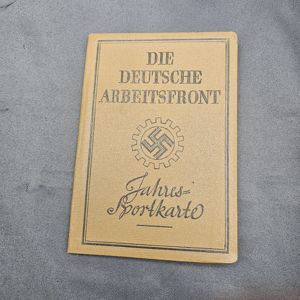 DIE
DEUTSCHE
ARBEITSFRONT
Jahres=
Sportkarte